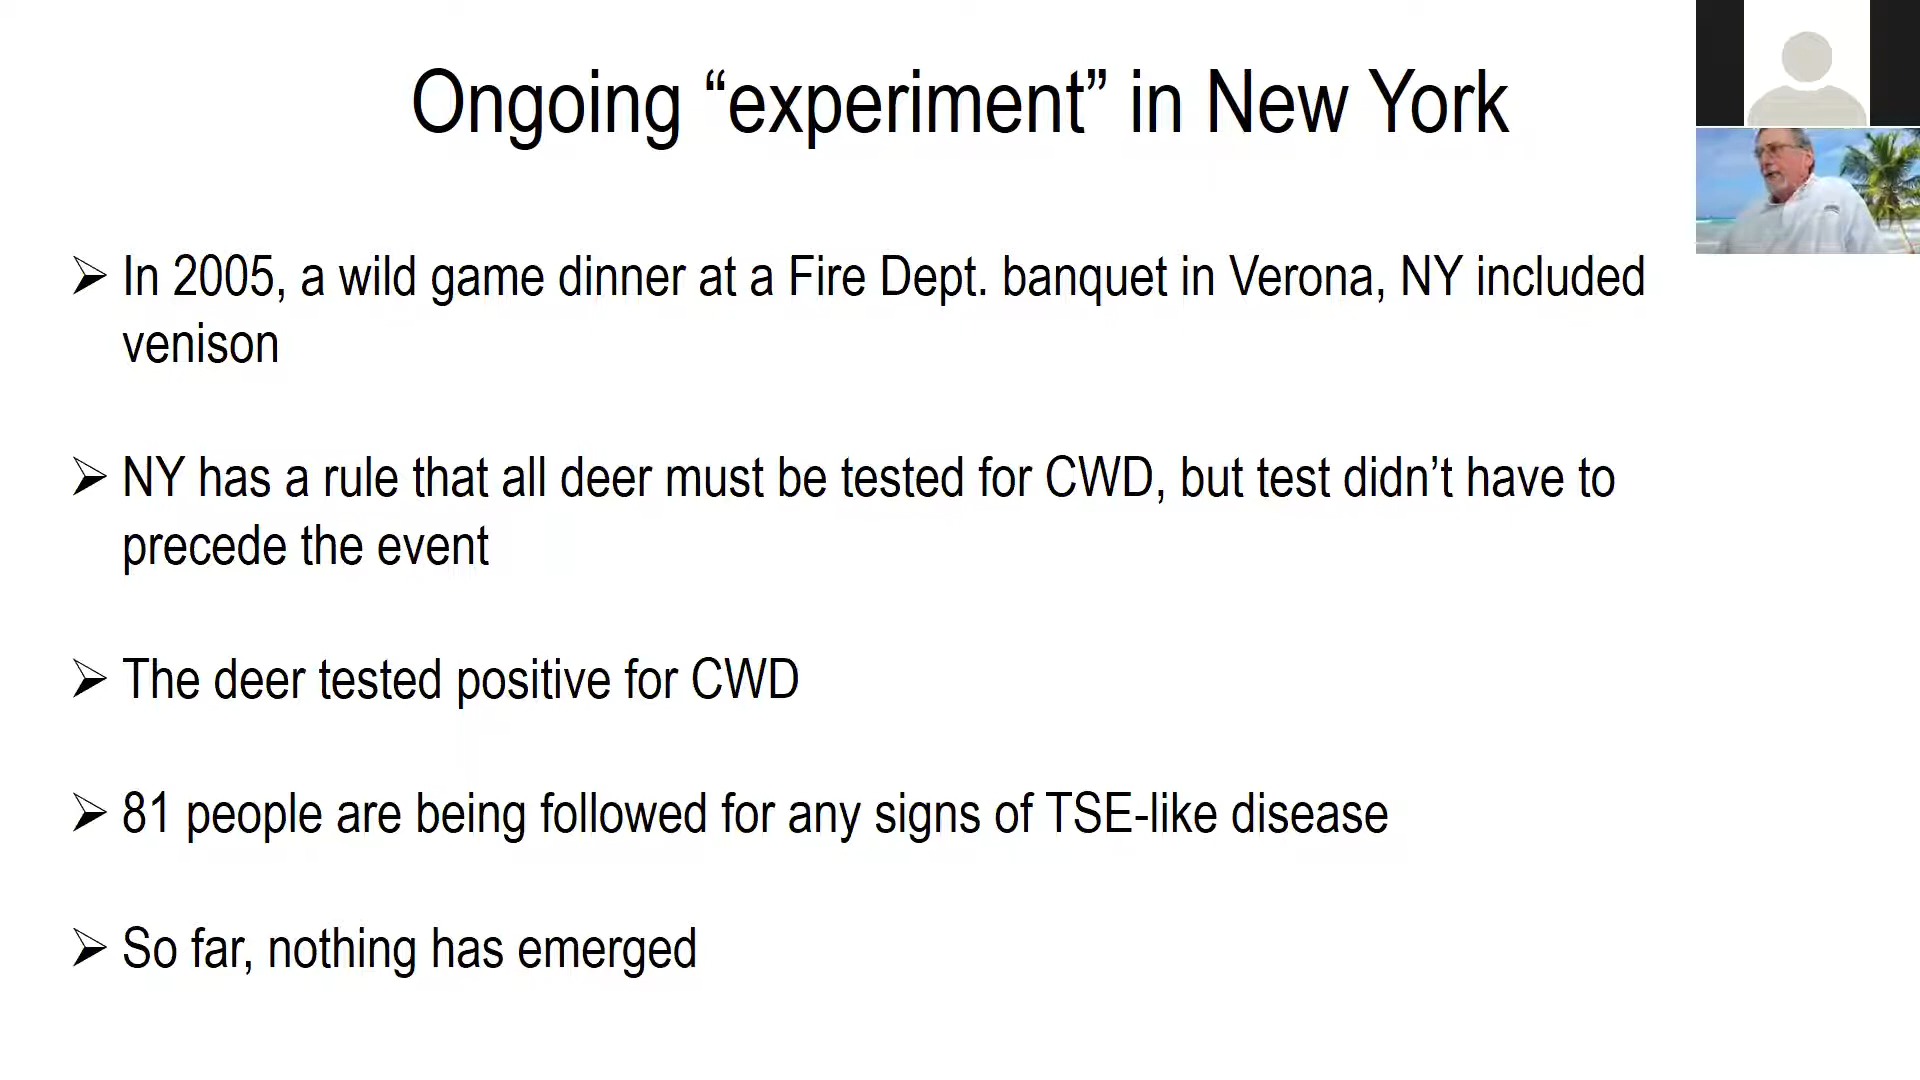 Ongoing “experiment” in New York
➢ In 2005, a wild game dinner at a Fire Dept. banquet in Verona, NY included
venison
➢ NY has a rule that all deer must be tested for CWD, but test didn’t have to
precede the event
➢ The deer tested positive for CWD
➢ 81 people are being followed for any signs of TSE-like disease
➢ So far, nothing has emerged